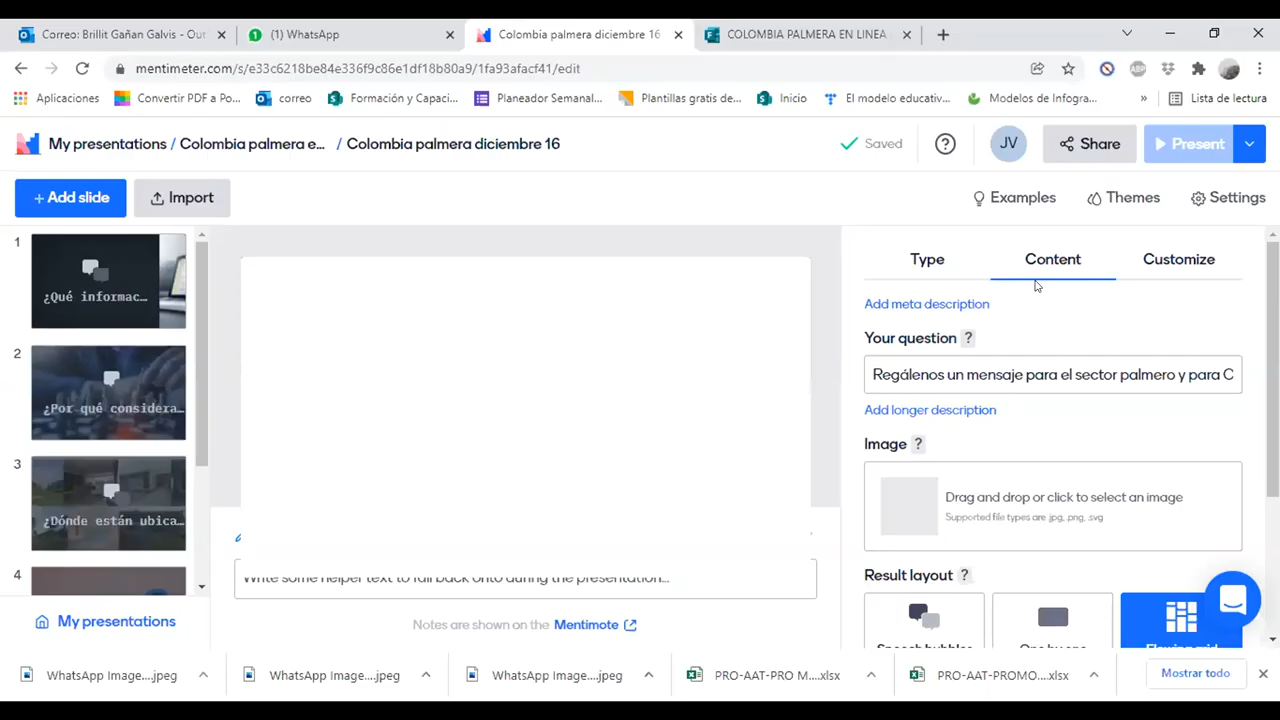 Correo: Brillit Gañan Galvis - Out
(1) WhatsApp
Colombia palmera diciembre 16
COLOMBIA PALMERA EN LINEA
mentimeter.com/s/e33c6218be84e336f9c86e1df18b80a9/1fa93afacf41/edit
Aplicaciones
Convertir PDF a Po...
correo
Formación y Capaci...
Planeador Semanal...
Plantillas gratis de...
Inicio
El modelo educativ...
Modelos de Infogra...
»
Lista de lectura
My presentations / Colombia palmera e... / Colombia palmera diciembre 16
Saved
JV
Share
Present
+ Add slide
Import
Examples
Themes
Settings
1
¿Qué informac…
2
¿Por qué considera…
3
¿Dónde están ubica…
4
My presentations
Write some helper text to fall back onto during the presentation...
Notes are shown on the Mentimote
Type
Content
Customize
Add meta description
Your question ?
Regálenos un mensaje para el sector palmero y para C
Add longer description
Image ?
Drag and drop or click to select an image
Supported file types are .jpg, .png, .svg
Result layout ?
Speech bubbles
One by one
Flowing grid
WhatsApp Image....jpeg
WhatsApp Image....jpeg
WhatsApp Image....jpeg
PRO-AAT-PRO M....xlsx
PRO-AAT-PROMO....xlsx
Mostrar todo